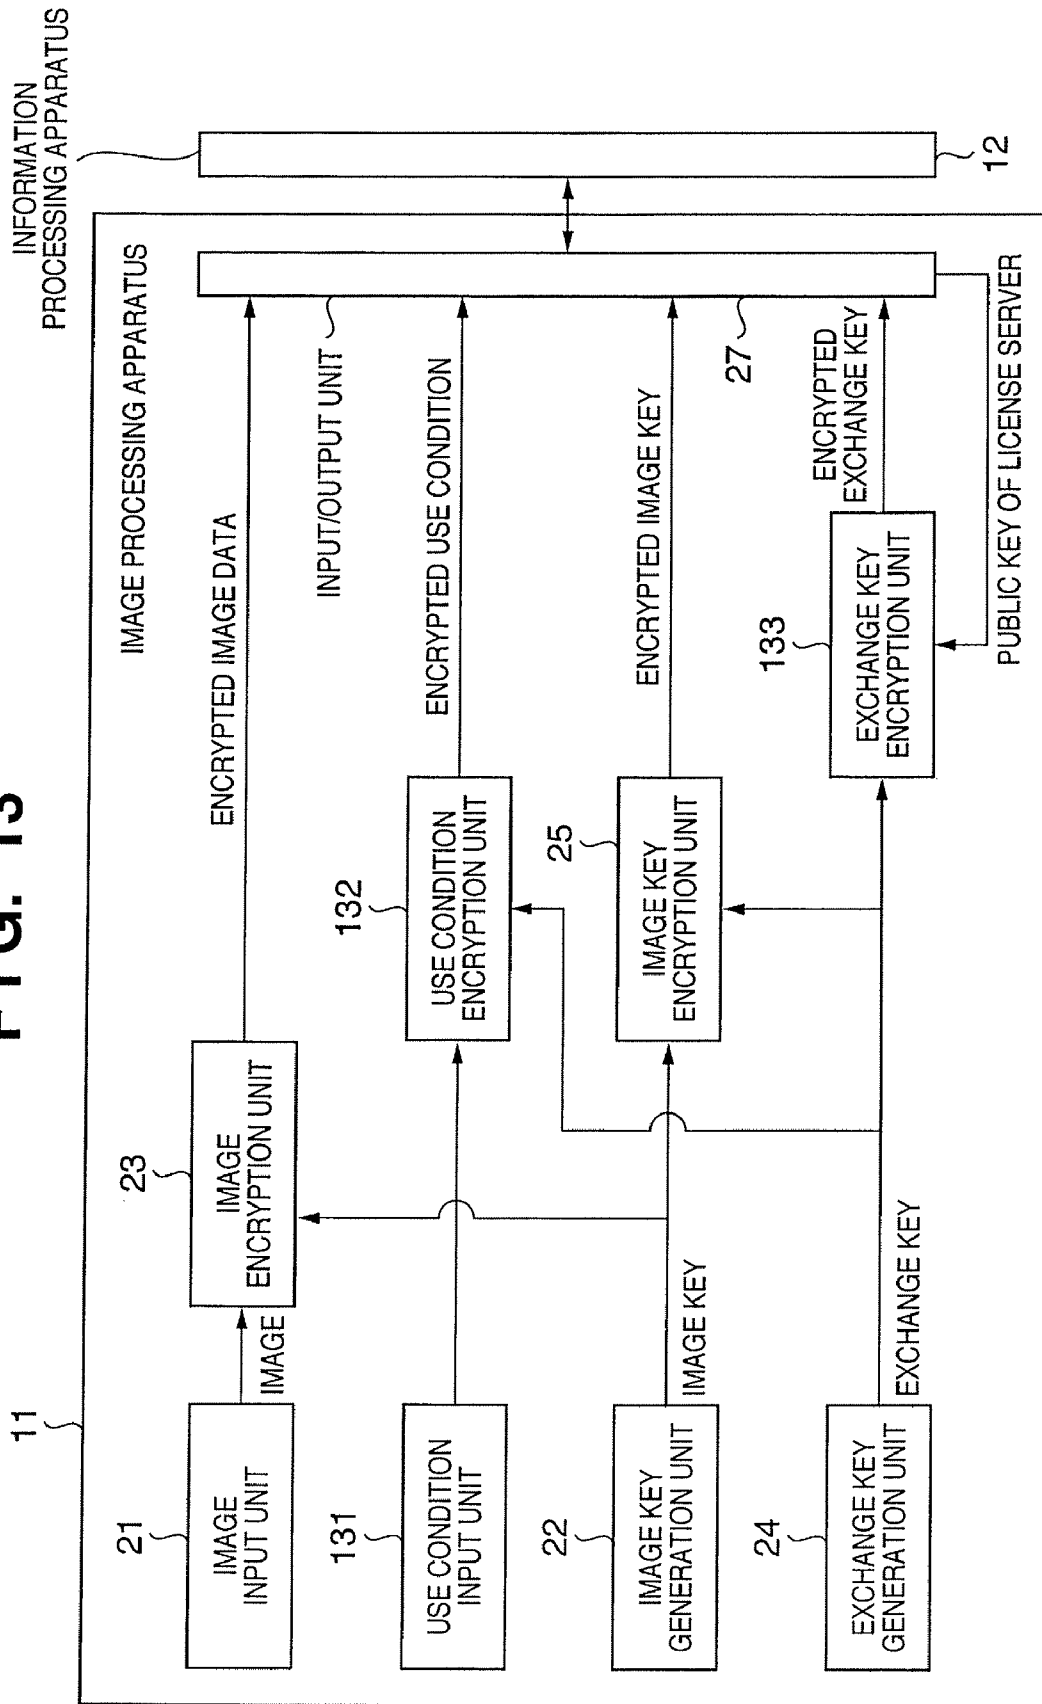 FIG. 13
11
INFORMATION
PROCESSING APPARATUS
IMAGE PROCESSING APPARATUS
21
IMAGE
INPUT UNIT
IMAGE
23
IMAGE
ENCRYPTION UNIT
ENCRYPTED IMAGE DATA
INPUT/OUTPUT UNIT
131
USE CONDITION
INPUT UNIT
132
USE CONDITION
ENCRYPTION UNIT
ENCRYPTED USE CONDITION
22
IMAGE KEY
GENERATION UNIT
IMAGE KEY
25
IMAGE KEY
ENCRYPTION UNIT
ENCRYPTED IMAGE KEY
27
24
EXCHANGE KEY
GENERATION UNIT
EXCHANGE KEY
133
EXCHANGE KEY
ENCRYPTION UNIT
ENCRYPTED
EXCHANGE KEY
12
PUBLIC KEY OF LICENSE SERVER